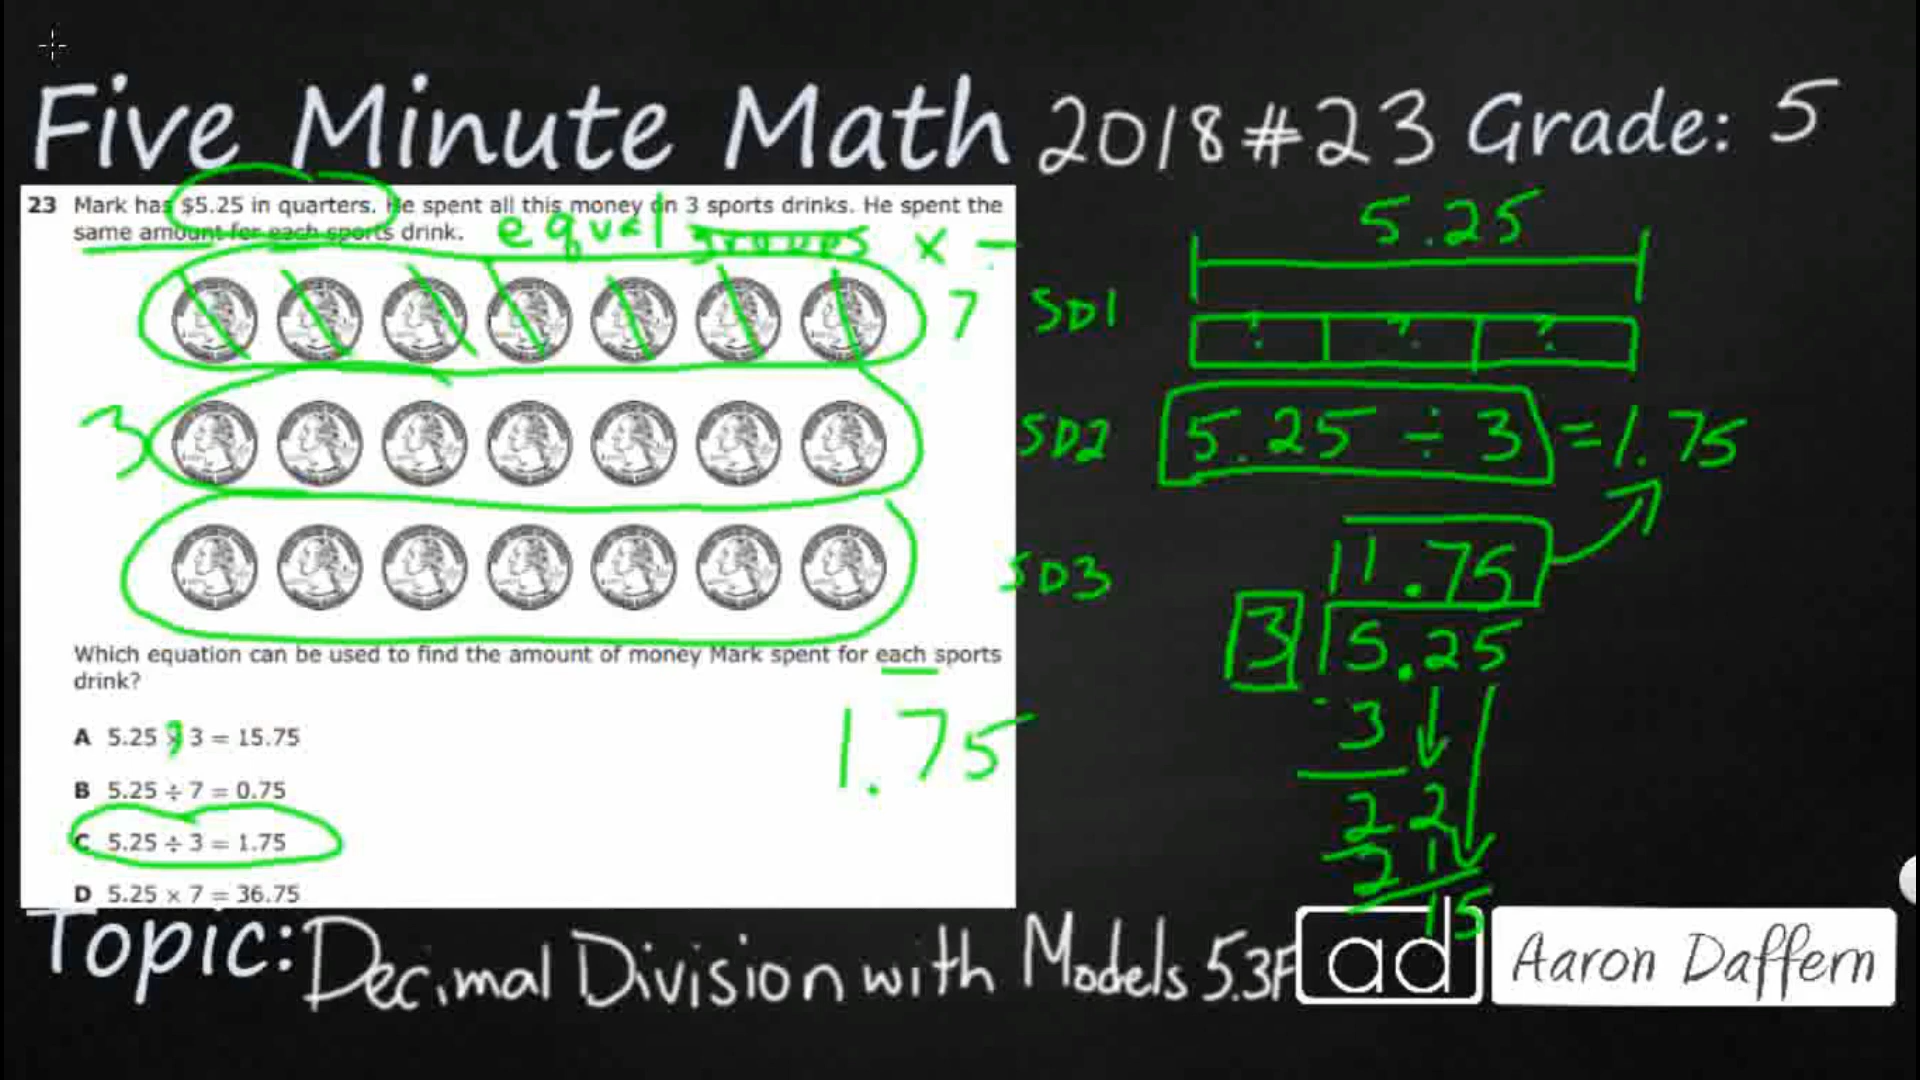 Five Minute Math 2018 #23 Grade: 5
23 Mark has $5.25 in quarters. He spent all this money on 3 sports drinks. He spent the
same amount for each sports drink.
equal groups × ÷
7
3
Which equation can be used to find the amount of money Mark spent for each sports
drink?
1.75
A 5.25 × 3 = 15.75
B 5.25 ÷ 7 = 0.75
C 5.25 ÷ 3 = 1.75
D 5.25 × 7 = 36.75
5.25
SD1
? ? ?
SD2 5.25 ÷ 3 = 1.75
SD3
1.75
3 5.25
3
2 2
2 1
15
Topic: Decimal Division with Models 5.3F
ad Aaron Daffern